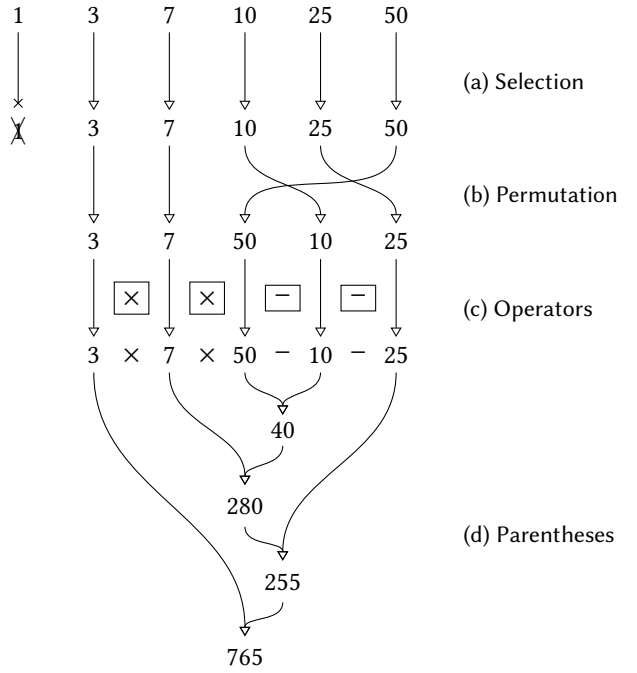 1 3 7 10 25 50
(a) Selection
1 3 7 10 25 50
(b) Permutation
3 7 50 10 25
× × − −
(c) Operators
3 × 7 × 50 − 10 − 25
40
280
(d) Parentheses
255
765